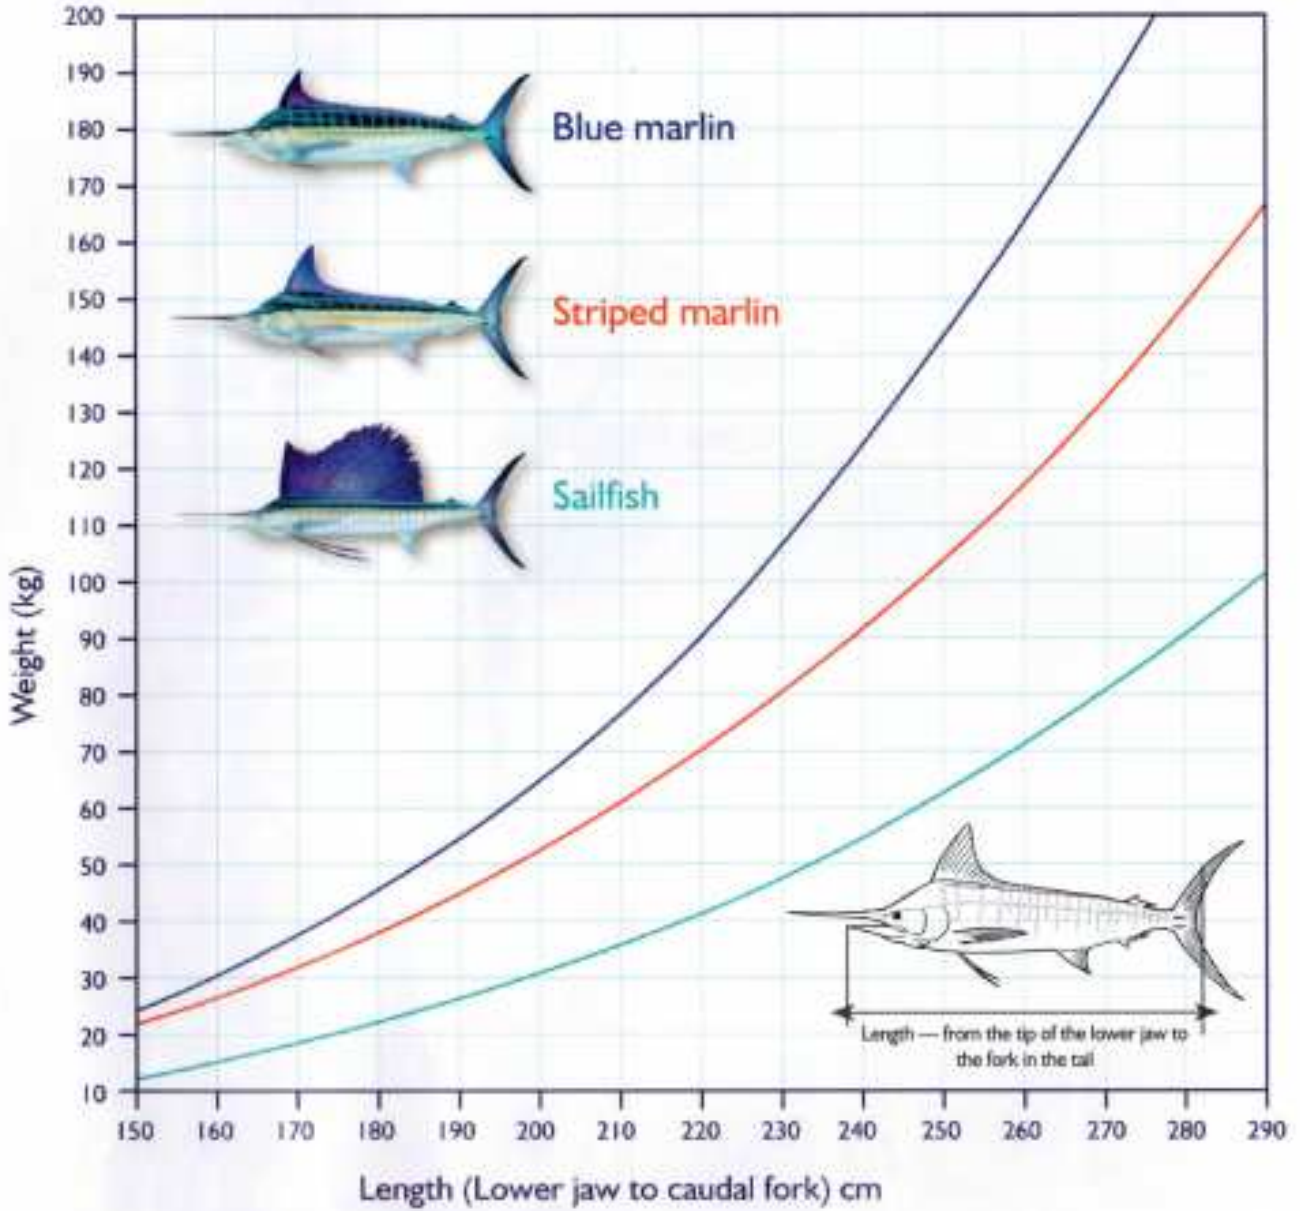 200
190
180
170
160
150
140
130
120
110
100
90
80
70
60
50
40
30
20
10
Weight (kg)
Blue marlin
Striped marlin
Sailfish
Length — from the tip of the lower jaw to
the fork in the tail
150 160 170 180 190 200 210 220 230 240 250 260 270 280 290
Length (Lower jaw to caudal fork) cm